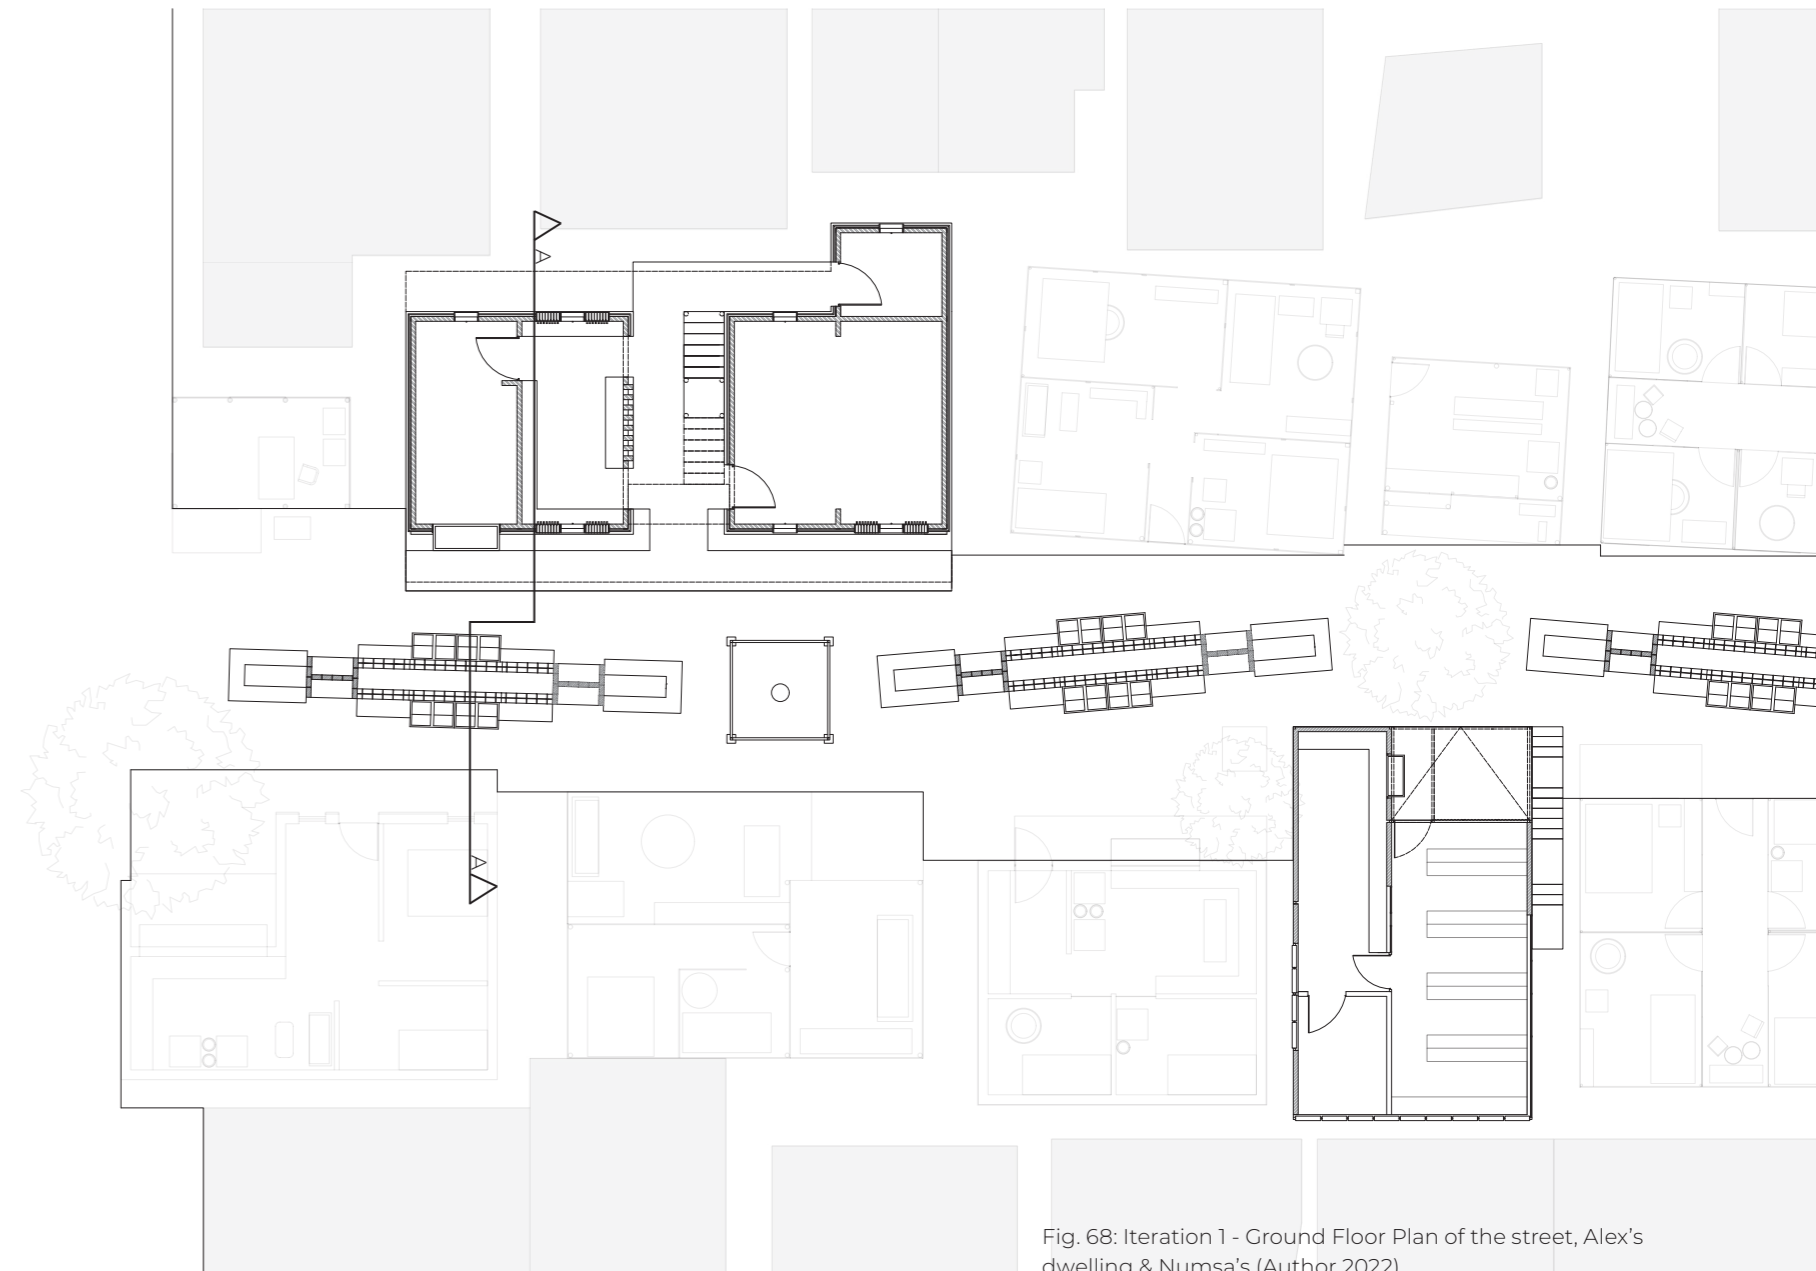 A
A
Fig. 68: Iteration 1 - Ground Floor Plan of the street, Alex's
dwelling & Numsa's (Author 2022)